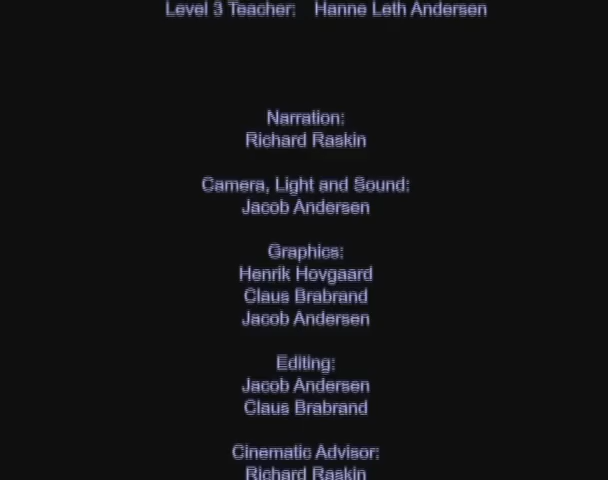 Level 3 Teacher: Hanne Leth Andersen
Narration:
Richard Raskin
Camera, Light and Sound:
Jacob Andersen
Graphics:
Henrik Hovgaard
Claus Brabrand
Jacob Andersen
Editing:
Jacob Andersen
Claus Brabrand
Cinematic Advisor:
Richard Raskin